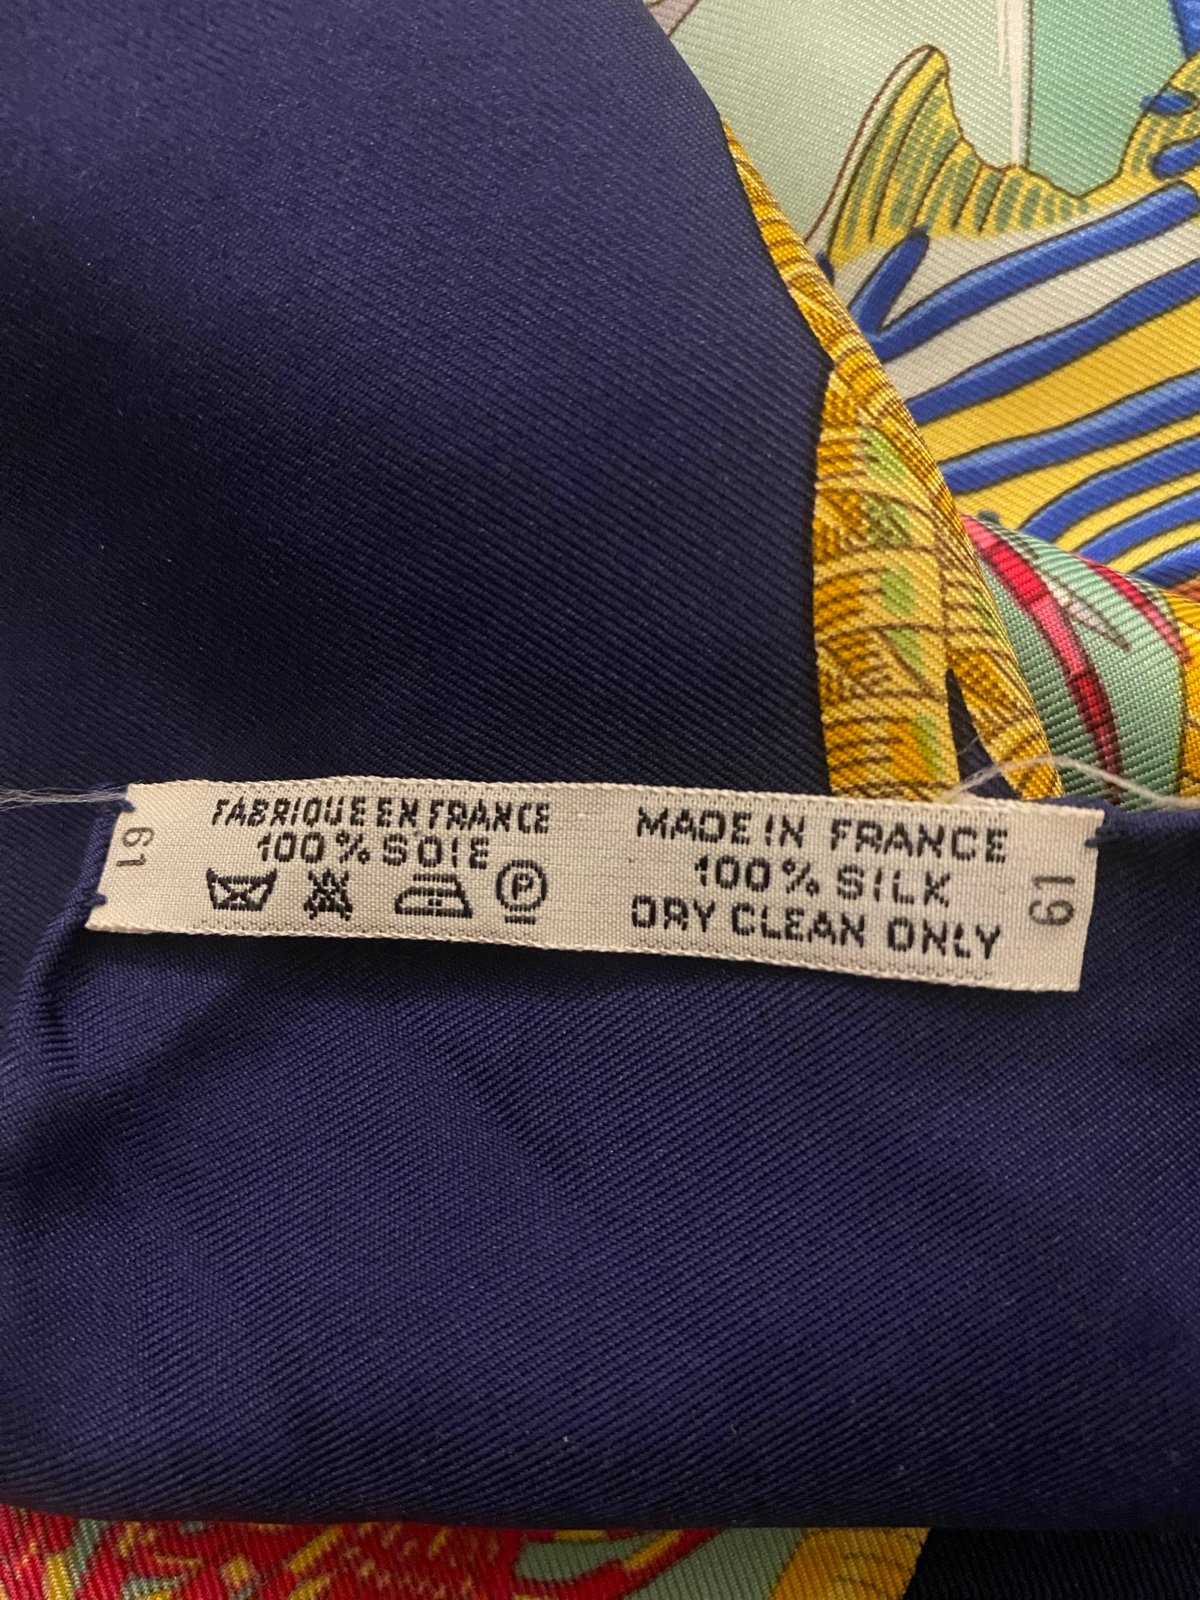 61
FABRIQUE EN FRANCE
100% SOIE
P
MADE IN FRANCE
100% SILK
DRY CLEAN ONLY
61